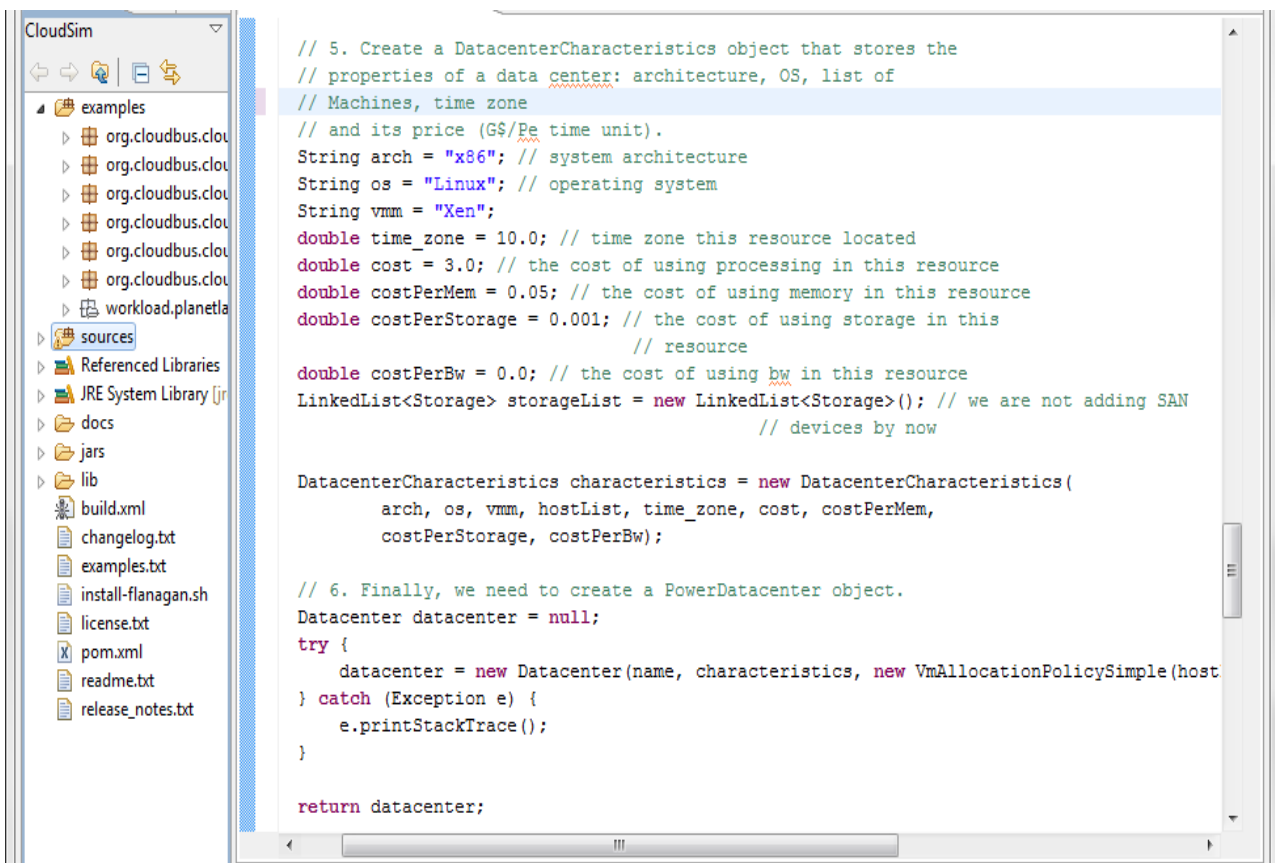 CloudSim
examples
org.cloudbus.clou
org.cloudbus.clou
org.cloudbus.clou
org.cloudbus.clou
org.cloudbus.clou
org.cloudbus.clou
workload.planetla
sources
Referenced Libraries
JRE System Library [jr
docs
jars
lib
build.xml
changelog.txt
examples.txt
install-flanagan.sh
license.txt
pom.xml
readme.txt
release_notes.txt
// 5. Create a DatacenterCharacteristics object that stores the
// properties of a data center: architecture, OS, list of
// Machines, time zone
// and its price (G$/Pe time unit).
String arch = "x86"; // system architecture
String os = "Linux"; // operating system
String vmm = "Xen";
double time_zone = 10.0; // time zone this resource located
double cost = 3.0; // the cost of using processing in this resource
double costPerMem = 0.05; // the cost of using memory in this resource
double costPerStorage = 0.001; // the cost of using storage in this
// resource
double costPerBw = 0.0; // the cost of using bw in this resource
LinkedList<Storage> storageList = new LinkedList<Storage>(); // we are not adding SAN
// devices by now
DatacenterCharacteristics characteristics = new DatacenterCharacteristics(
arch, os, vmm, hostList, time_zone, cost, costPerMem,
costPerStorage, costPerBw);
// 6. Finally, we need to create a PowerDatacenter object.
Datacenter datacenter = null;
try {
datacenter = new Datacenter(name, characteristics, new VmAllocationPolicySimple(host
} catch (Exception e) {
e.printStackTrace();
}
return datacenter;